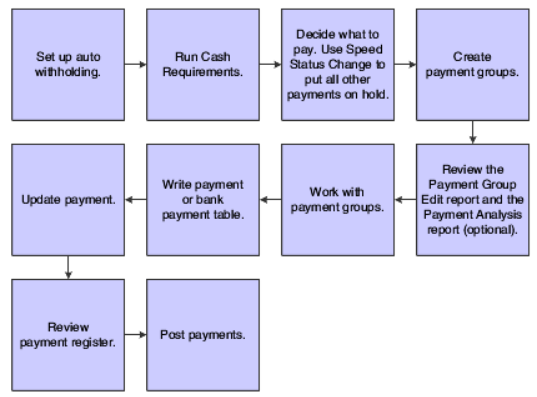 Set up auto
withholding.
Run Cash
Requirements.
Decide what to
pay. Use Speed
Status Change to
put all other
payments on hold.
Create
payment groups.
Review the
Payment Group
Edit report and the
Payment Analysis
report (optional).
Work with
payment groups.
Write payment
or bank
payment table.
Update payment.
Review
payment register.
Post payments.